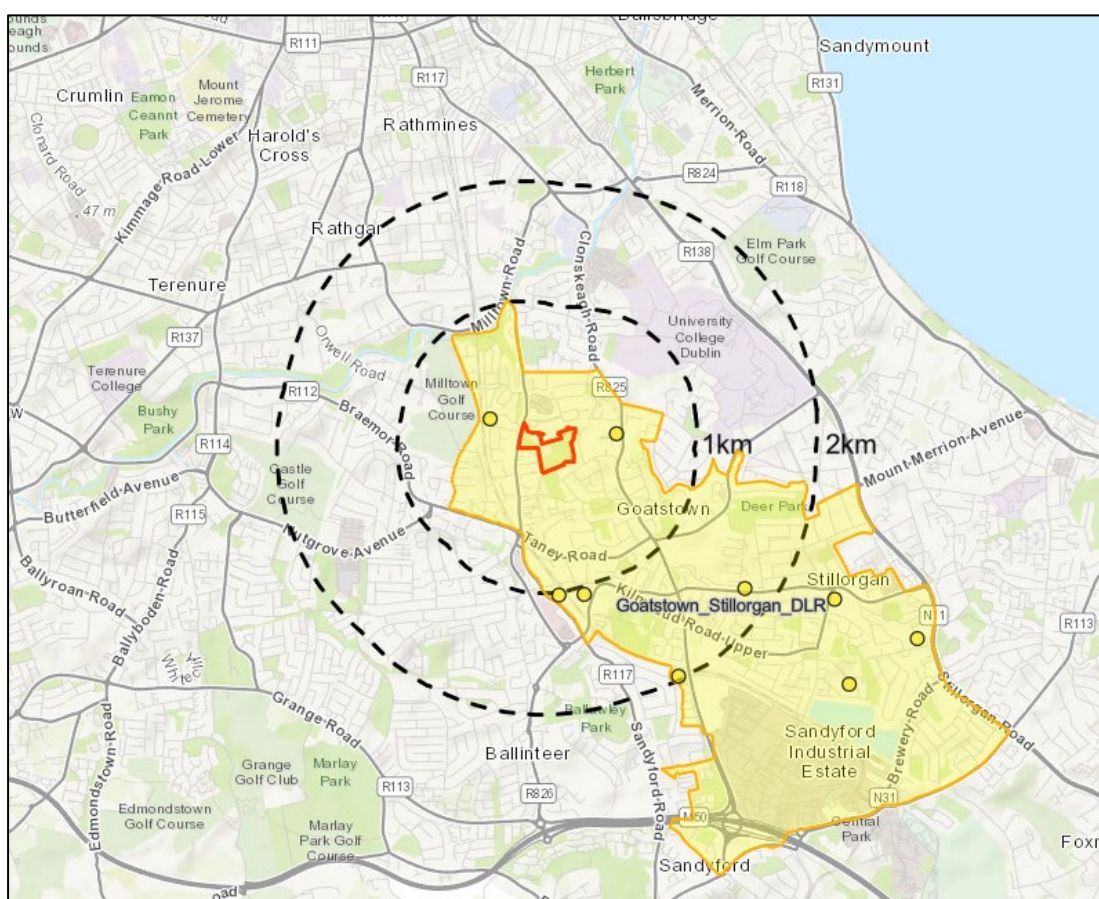 Sandymount
R111
R117
R131
Herbert
Park
Crumlin
Eamon
Ceannt
Park
Mount
Jerome
Cemetery
Rathmines
Merrion-Road
Harold's
Cross
Clonard Road
Kimmage-Road-Lower
47 m
R824
R118
Rathgar
Clonskeagh-Road
Elm Park
Golf Course
R138
Terenure
Milltown-Road
University
College
Dublin
R137
Orwell Road
Terenure
College
R112
Milltown
Golf
Course
R825
Bushy
Park
Braemor-Road
1km
2km
R114
Mount-Merrion-Avenue
Castle
Golf
Course
Butterfield-Avenue
R115
Goatstown
Deer Park
Nutgrove-Avenue
Taney-Road
Ballyroan-Road
Stillorgan
Kilmacud-Road-Upper
Goatstown_Stillorgan_DLR
Ballyboden-Road
N11
R113
R117
Stillorgan-Road
Grange-Road
Ballawley
Park
Sandyford
Industrial
Estate
Brewery-Road
Ballinteer
Sandyford-Road
Edmondstown-Road
Grange
Golf Club
Marlay
Park
R113
R826
N31
Edmondstown
Golf Course
Marlay
Park Golf
Course
Central
Park
Sandyford